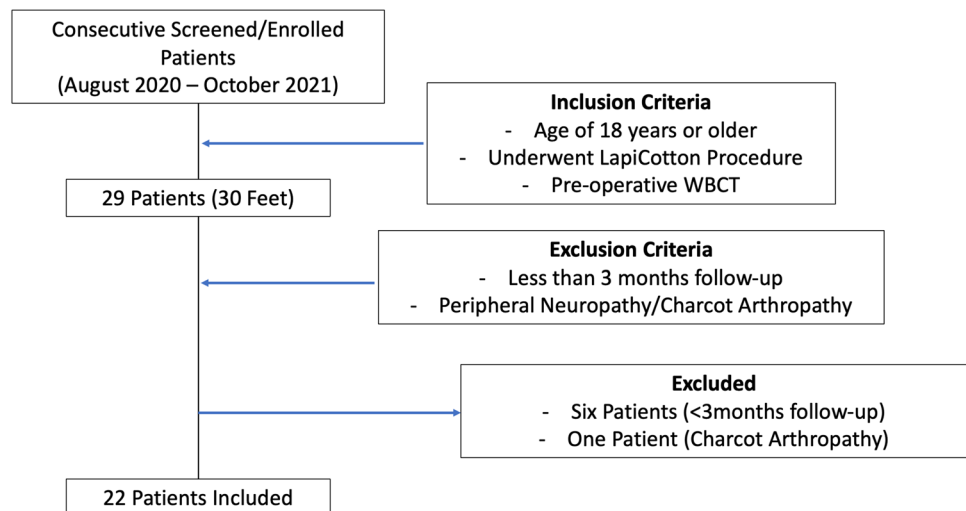 Consecutive Screened/Enrolled
Patients
(August 2020 – October 2021)
Inclusion Criteria
- Age of 18 years or older
- Underwent LapiCotton Procedure
- Pre-operative WBCT
29 Patients (30 Feet)
Exclusion Criteria
- Less than 3 months follow-up
- Peripheral Neuropathy/Charcot Arthropathy
Excluded
- Six Patients (<3months follow-up)
- One Patient (Charcot Arthropathy)
22 Patients Included